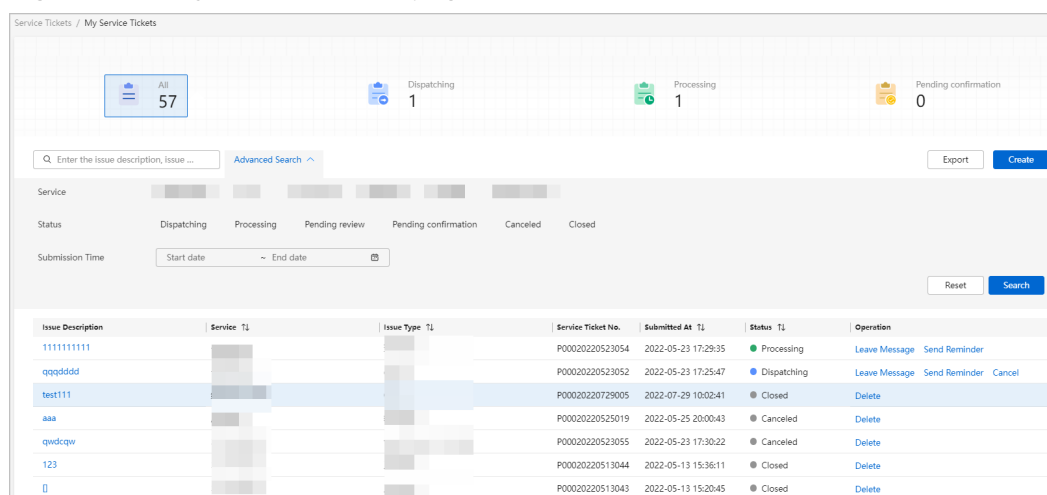 Service Tickets / My Service Tickets
All Dispatching Processing Pending confirmation
57 1 1 0
Enter the issue description, issue ... Advanced Search Export Create
Service
Status Dispatching Processing Pending review Pending confirmation Canceled Closed
Submission Time Start date ~ End date
Reset Search
Issue Description Service ↑↓ Issue Type ↑↓ Service Ticket No. Submitted At ↑↓ Status ↑↓ Operation
1111111111 P00020220523054 2022-05-23 17:29:35 Processing Leave Message Send Reminder
qqqdddd P00020220523052 2022-05-23 17:25:47 Dispatching Leave Message Send Reminder Cancel
test111 P00020220729005 2022-07-29 10:02:41 Closed Delete
aaa P00020220525019 2022-05-25 20:00:43 Canceled Delete
qwdcqw P00020220523055 2022-05-23 17:30:22 Canceled Delete
123 P00020220513044 2022-05-13 15:36:11 Closed Delete
[] P00020220513043 2022-05-13 15:20:45 Closed Delete